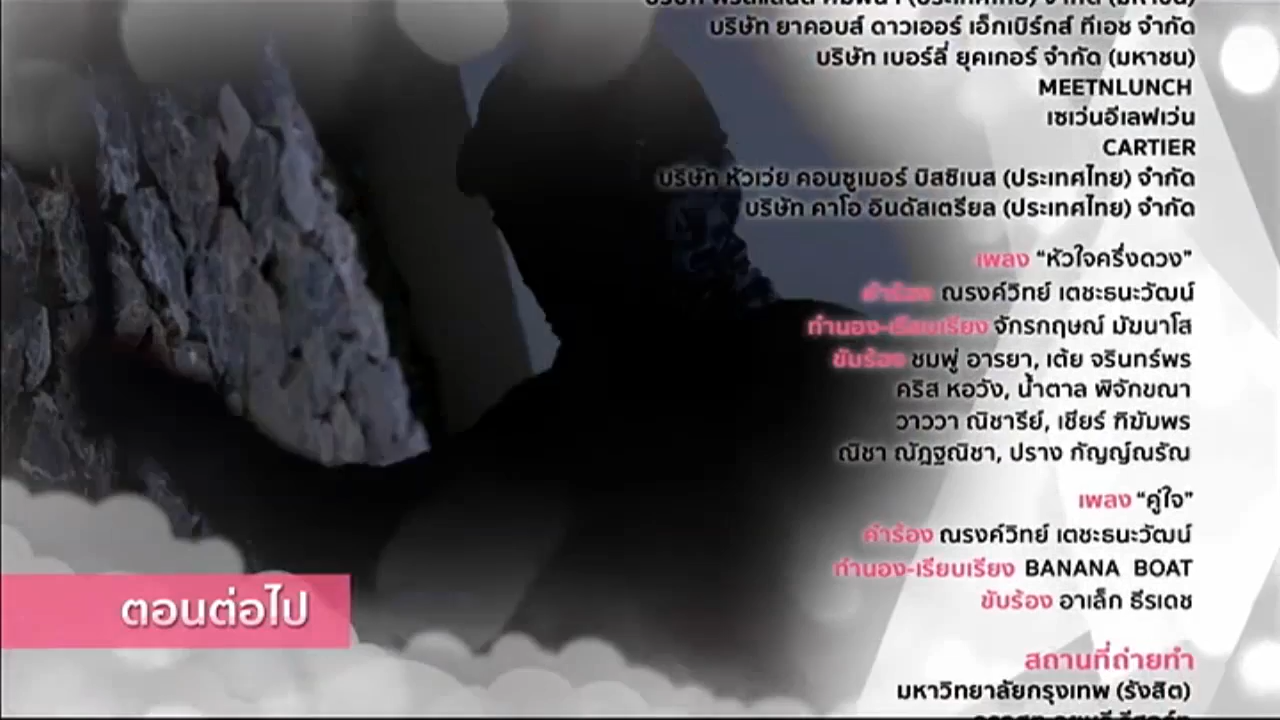 บริษัท ยาคอบส์ ดาวเออร์ เอ็กเบิร์กส์ ทีเอช จำกัด
บริษัท เบอร์ลี่ ยุคเกอร์ จำกัด (มหาชน)
MEETNLUNCH
เซเว่นอีเลฟเว่น
CARTIER
บริษัท หัวเว่ย คอนซูเมอร์ บิสซิเนส (ประเทศไทย) จำกัด
บริษัท คาโอ อินดัสเตรียล (ประเทศไทย) จำกัด
เพลง “หัวใจครึ่งดวง”
คำร้อง ณรงค์วิทย์ เตชะธนะวัฒน์
ทำนอง-เรียบเรียง จักรกฤษณ์ มัฆนาโส
ขับร้อง ชมพู่ อารยา, เต้ย จรินทร์พร
คริส หอวัง, น้ำตาล พิจักขณา
วาววา ณิชารีย์, เชียร์ ฑิฆัมพร
ณิชา ณัฏฐณิชา, ปราง กัญญ์ณรัณ
เพลง “คู่ใจ”
คำร้อง ณรงค์วิทย์ เตชะธนะวัฒน์
ทำนอง-เรียบเรียง BANANA BOAT
ขับร้อง อาเล็ก ธีรเดช
ตอนต่อไป
สถานที่ถ่ายทำ
มหาวิทยาลัยกรุงเทพ (รังสิต)